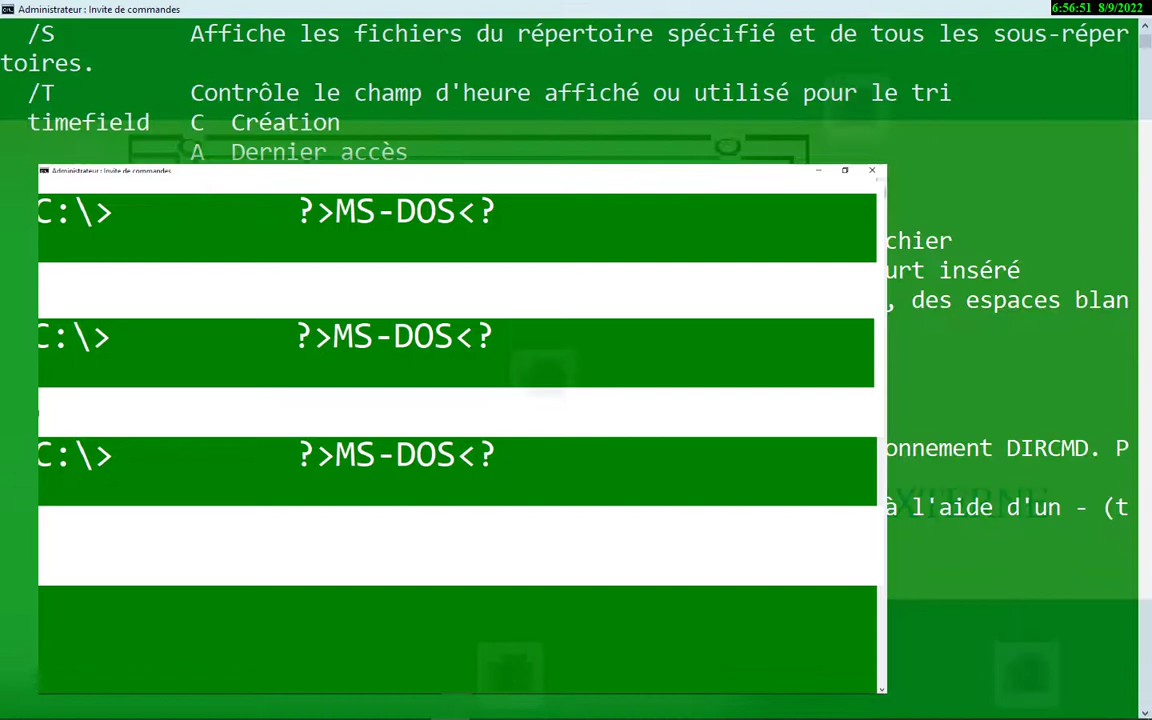 Administrateur : Invite de commandes
6:56:51 8/9/2022
/S Affiche les fichiers du répertoire spécifié et de tous les sous-réper
toires.
/T Contrôle le champ d'heure affiché ou utilisé pour le tri
timefield C Création
A Dernier accès
Administrateur : Invite de commandes
C:\> ?>MS-DOS<?
chier
urt inséré
, des espaces blan
C:\> ?>MS-DOS<?
C:\> ?>MS-DOS<?
onnement DIRCMD. P
à l'aide d'un - (t